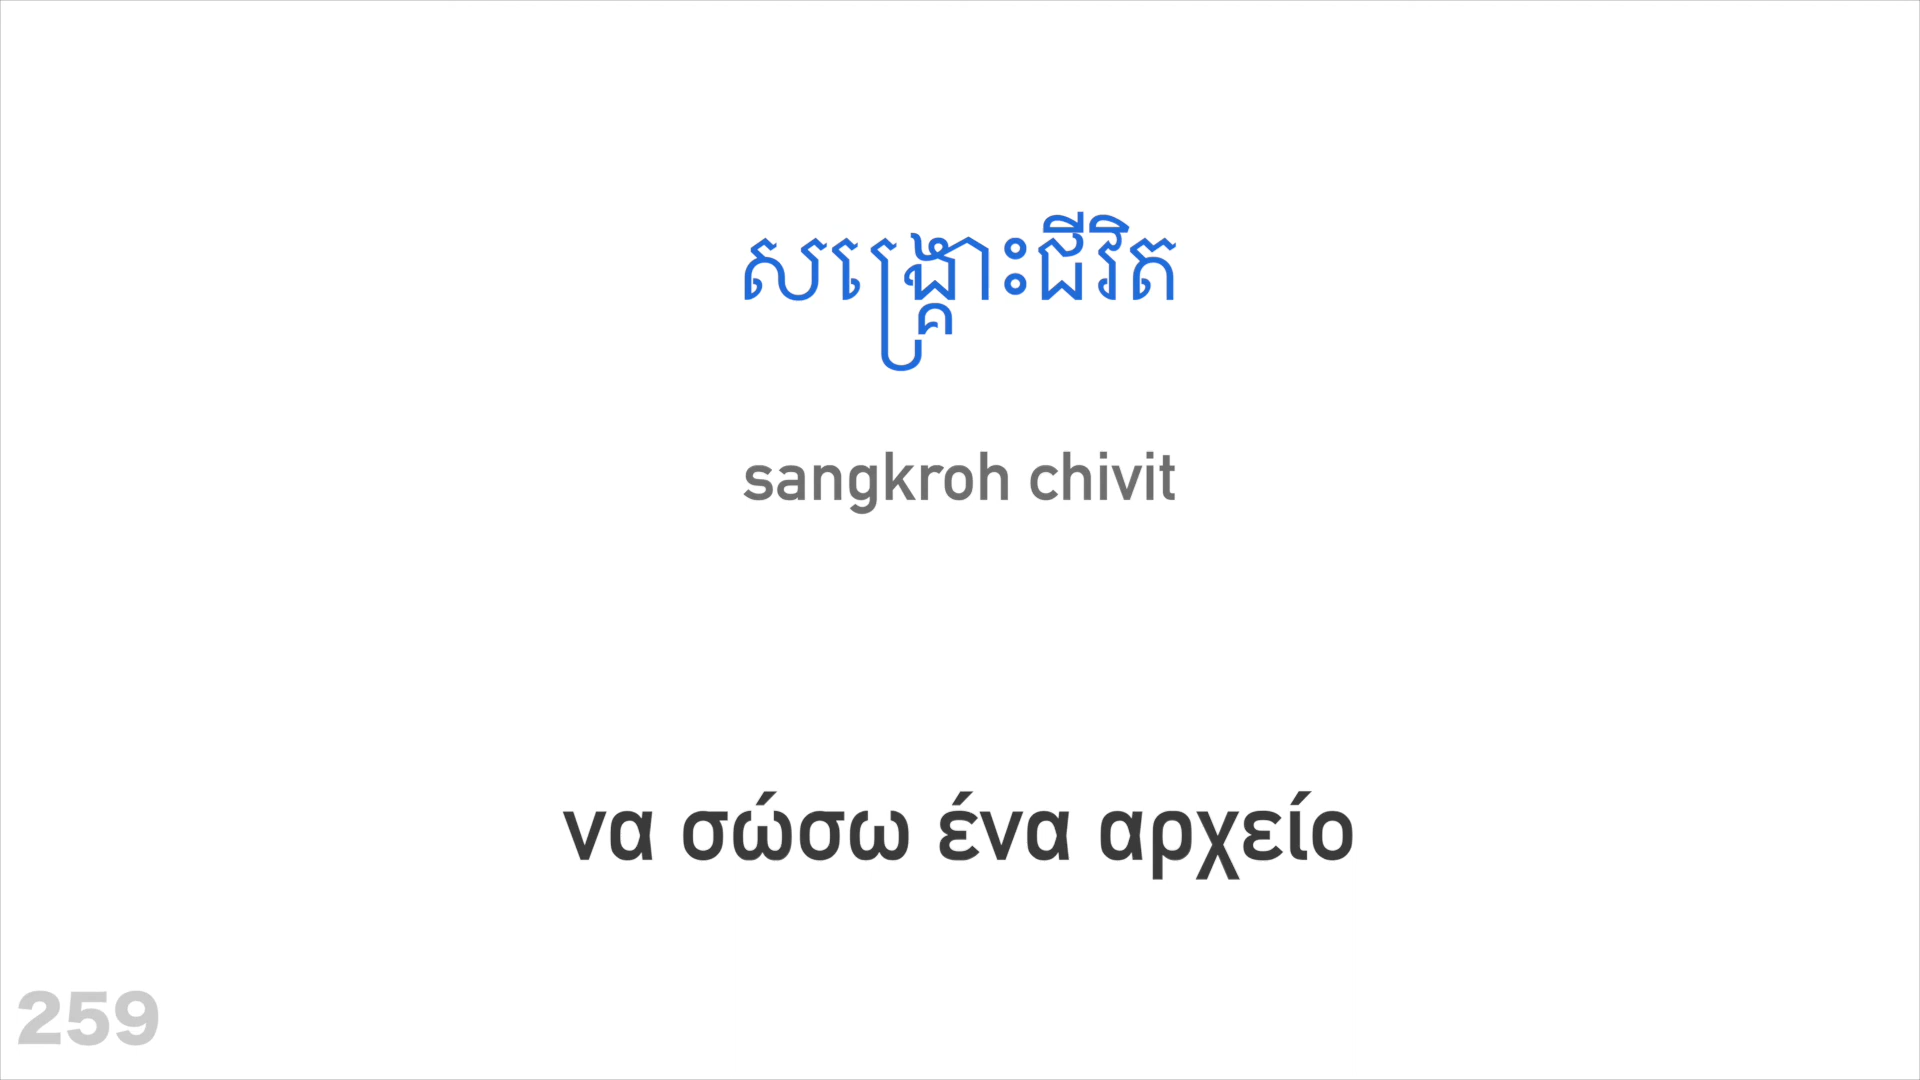 សង្គ្រោះជីវិត
sangkroh chivit
να σώσω ένα αρχείο
259